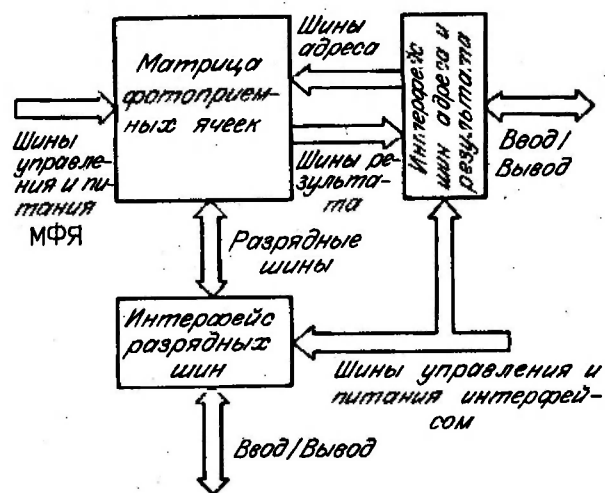 Матрица
фотоприем-
ных ячеек
Шины
адреса
Интерфейс
шин адреса и
результата
Шины
управле-
ния и пи-
тания
МФЯ
Шины ре-
зульта-
та
Ввод/
Вывод
Разрядные
шины
Интерфейс
разрядных
шин
Шины управления и
питания интерфей-
сом
Ввод/Вывод